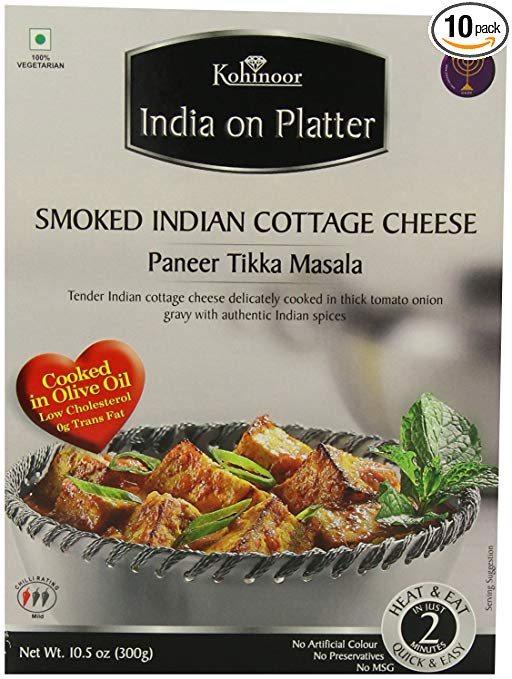 10
pack
100%
VEGETARIAN
Kohinoor
India on Platter
SMOKED INDIAN COTTAGE CHEESE
Paneer Tikka Masala
Tender Indian cottage cheese delicately cooked in thick tomato onion
gravy with authentic Indian spices
Cooked
in Olive Oil
Low Cholesterol
0g Trans Fat
Serving Suggestion
CHILLI RATING
Mild
HEAT & EAT
IN JUST
2
MINUTES
QUICK & EASY
No Artificial Colour
No Preservatives
No MSG
Net Wt. 10.5 oz (300g)